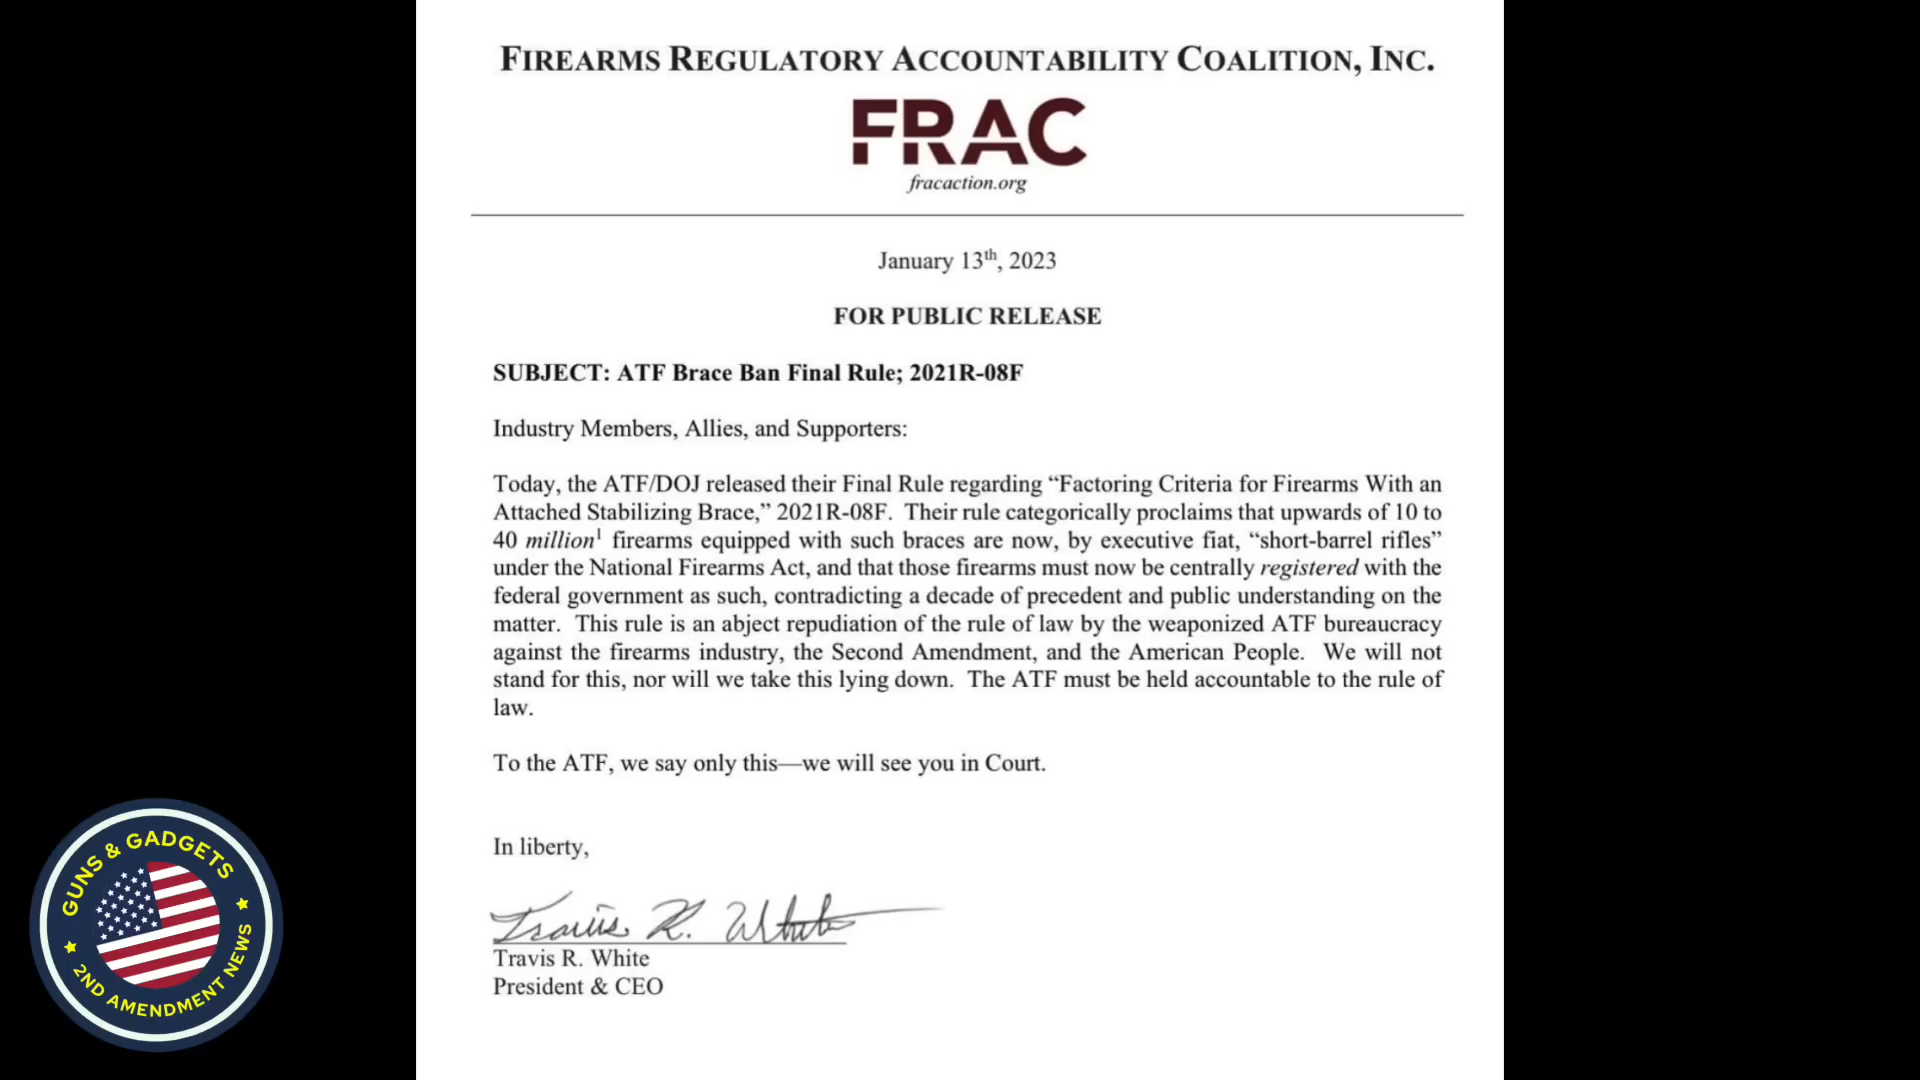 FIREARMS REGULATORY ACCOUNTABILITY COALITION, INC.
FRAC
fracaction.org
January 13th, 2023
FOR PUBLIC RELEASE
SUBJECT: ATF Brace Ban Final Rule; 2021R-08F
Industry Members, Allies, and Supporters:
Today, the ATF/DOJ released their Final Rule regarding “Factoring Criteria for Firearms With an
Attached Stabilizing Brace,” 2021R-08F. Their rule categorically proclaims that upwards of 10 to
40 million1 firearms equipped with such braces are now, by executive fiat, “short-barrel rifles”
under the National Firearms Act, and that those firearms must now be centrally registered with the
federal government as such, contradicting a decade of precedent and public understanding on the
matter. This rule is an abject repudiation of the rule of law by the weaponized ATF bureaucracy
against the firearms industry, the Second Amendment, and the American People. We will not
stand for this, nor will we take this lying down. The ATF must be held accountable to the rule of
law.
To the ATF, we say only this—we will see you in Court.
In liberty,
Travis R. White
Travis R. White
President & CEO
GUNS & GADGETS
2ND AMENDMENT NEWS